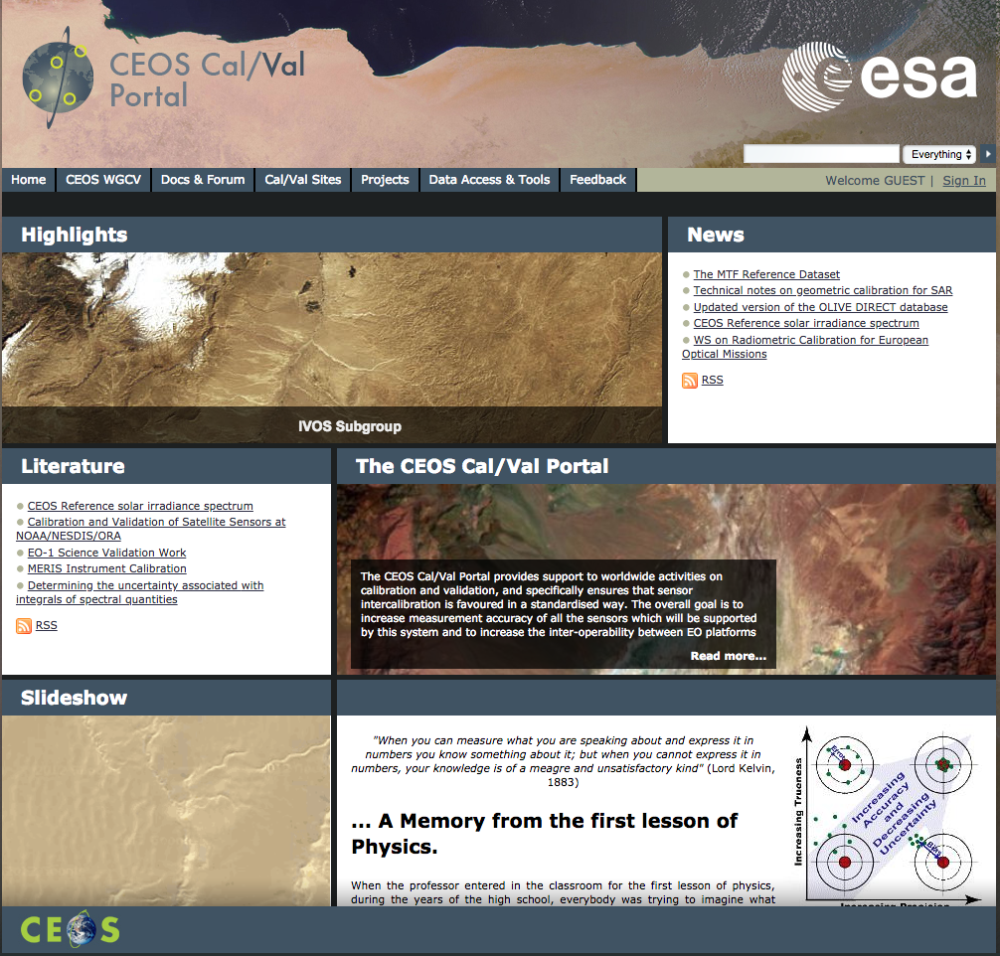 CEOS Cal/Val
Portal
esa
Everything
Home
CEOS WGCV
Docs & Forum
Cal/Val Sites
Projects
Data Access & Tools
Feedback
Welcome GUEST | Sign In
Highlights
IVOS Subgroup
News
The MTF Reference Dataset
Technical notes on geometric calibration for SAR
Updated version of the OLIVE DIRECT database
CEOS Reference solar irradiance spectrum
WS on Radiometric Calibration for European
Optical Missions
RSS
Literature
CEOS Reference solar irradiance spectrum
Calibration and Validation of Satellite Sensors at
NOAA/NESDIS/ORA
EO-1 Science Validation Work
MERIS Instrument Calibration
Determining the uncertainty associated with
integrals of spectral quantities
RSS
The CEOS Cal/Val Portal
The CEOS Cal/Val Portal provides support to worldwide activities on
calibration and validation, and specifically ensures that sensor
intercalibration is favoured in a standardised way. The overall goal is to
increase measurement accuracy of all the sensors which will be supported
by this system and to increase the inter-operability between EO platforms
Read more...
Slideshow
"When you can measure what you are speaking about and express it in
numbers you know something about it; but when you cannot express it in
numbers, your knowledge is of a meagre and unsatisfactory kind" (Lord Kelvin,
1883)
... A Memory from the first lesson of
Physics.
When the professor entered in the classroom for the first lesson of physics,
during the years of the high school, everybody was trying to imagine what
Increasing Trueness
Error
Increasing
Accuracy
and
Decreasing
Uncertainty
Bias
Increasing Precision
CEOS